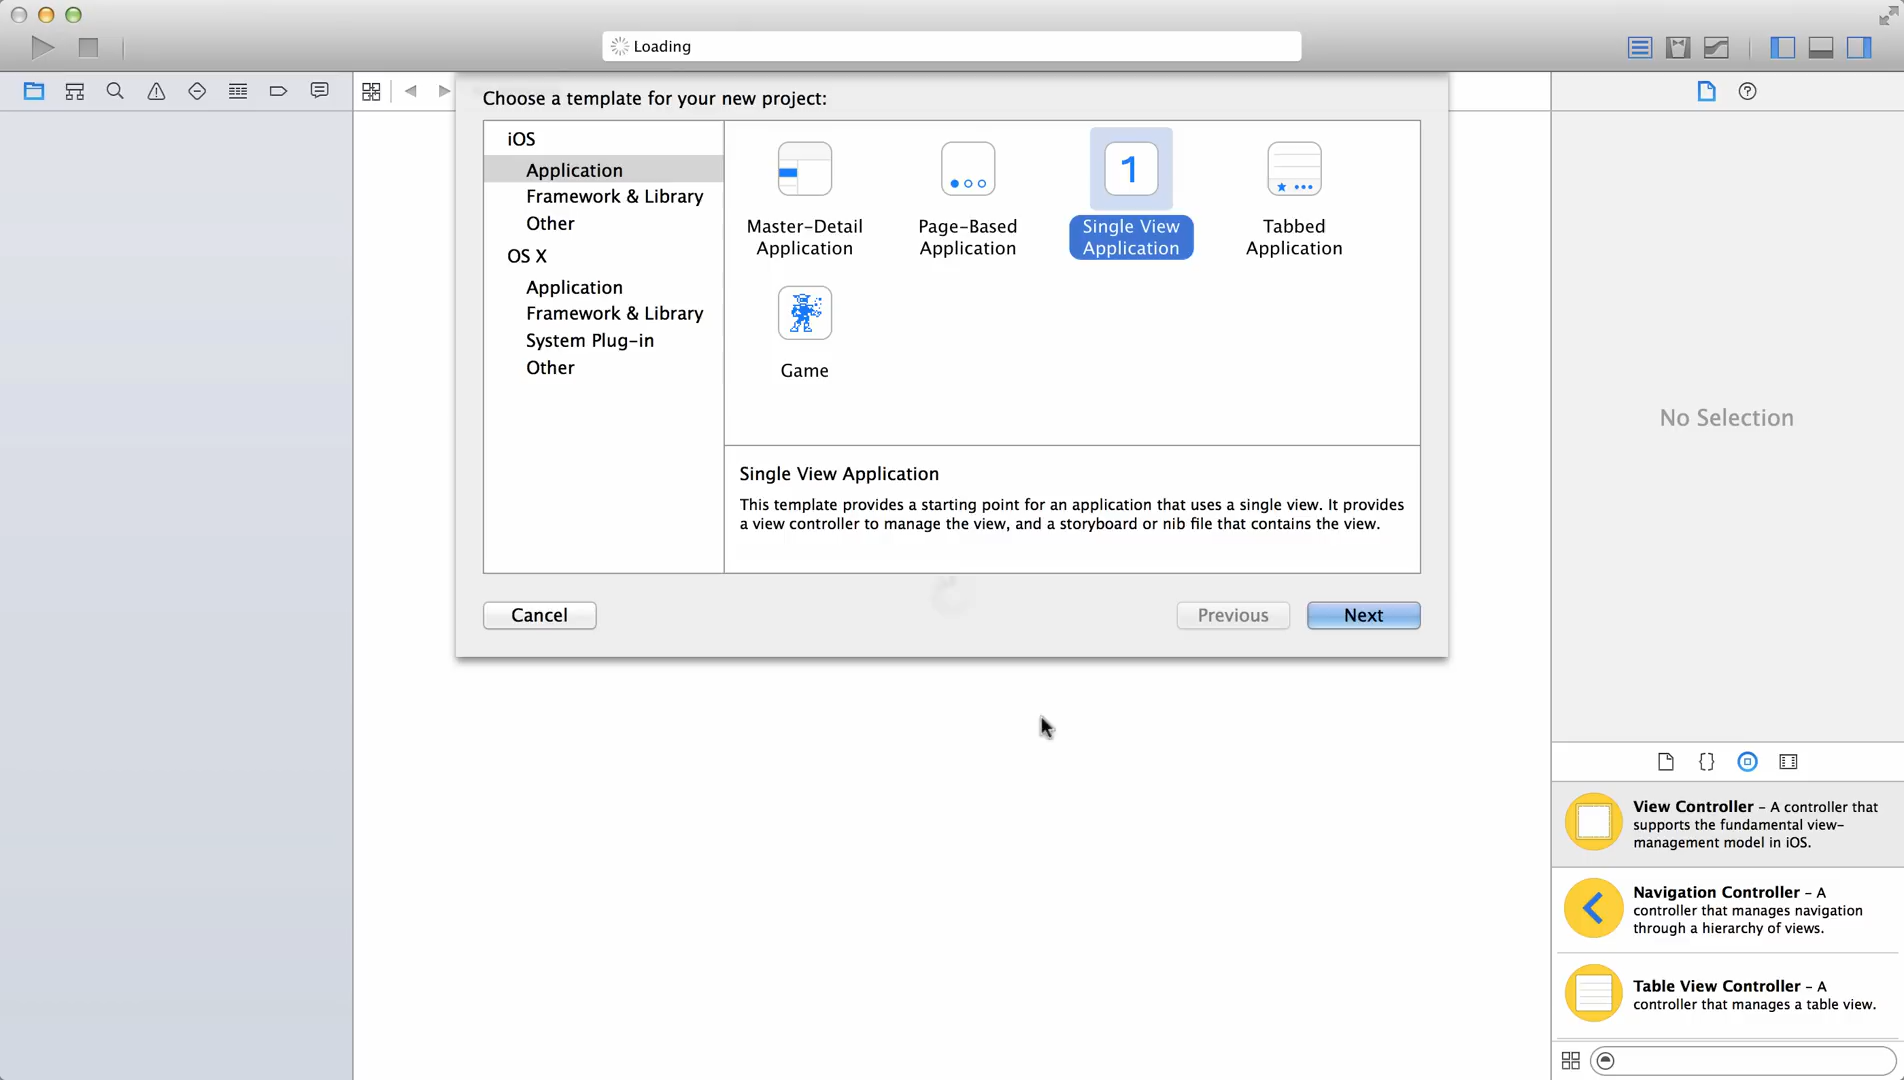 Loading
Choose a template for your new project:
iOS
Application
Framework & Library
Other
OS X
Application
Framework & Library
System Plug-in
Other
Master-Detail
Application
Page-Based
Application
1
Single View
Application
Tabbed
Application
Game
Single View Application
This template provides a starting point for an application that uses a single view. It provides
a view controller to manage the view, and a storyboard or nib file that contains the view.
Cancel
Previous
Next
No Selection
View Controller - A controller that
supports the fundamental view-
management model in iOS.
Navigation Controller - A
controller that manages navigation
through a hierarchy of views.
Table View Controller - A
controller that manages a table view.